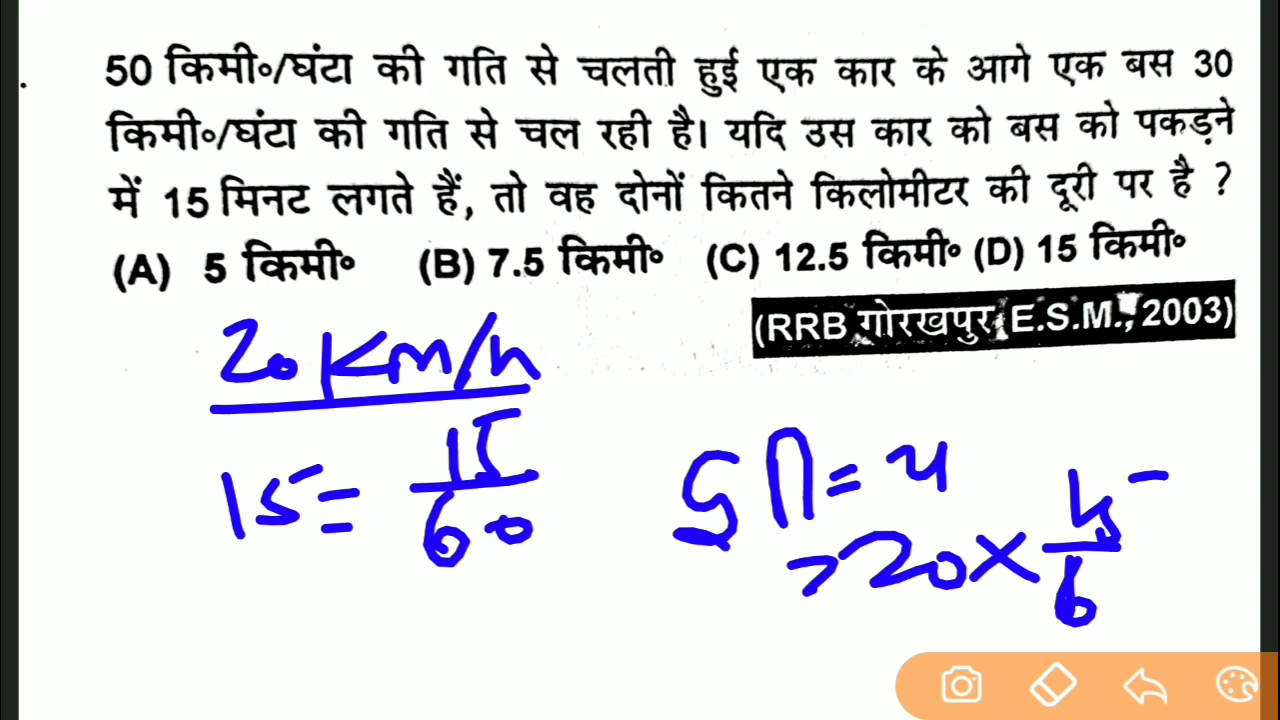 50 किमी०/घंटा की गति से चलती हुई एक कार के आगे एक बस 30
किमी०/घंटा की गति से चल रही है। यदि उस कार को बस को पकड़ने
में 15 मिनट लगते हैं, तो वह दोनों कितने किलोमीटर की दूरी पर है ?
(A) 5 किमी० (B) 7.5 किमी० (C) 12.5 किमी० (D) 15 किमी०
(RRB गोरखपुर, E.S.M., 2003)
20 Km/h
15 = 15/60
= 20 × 15/6